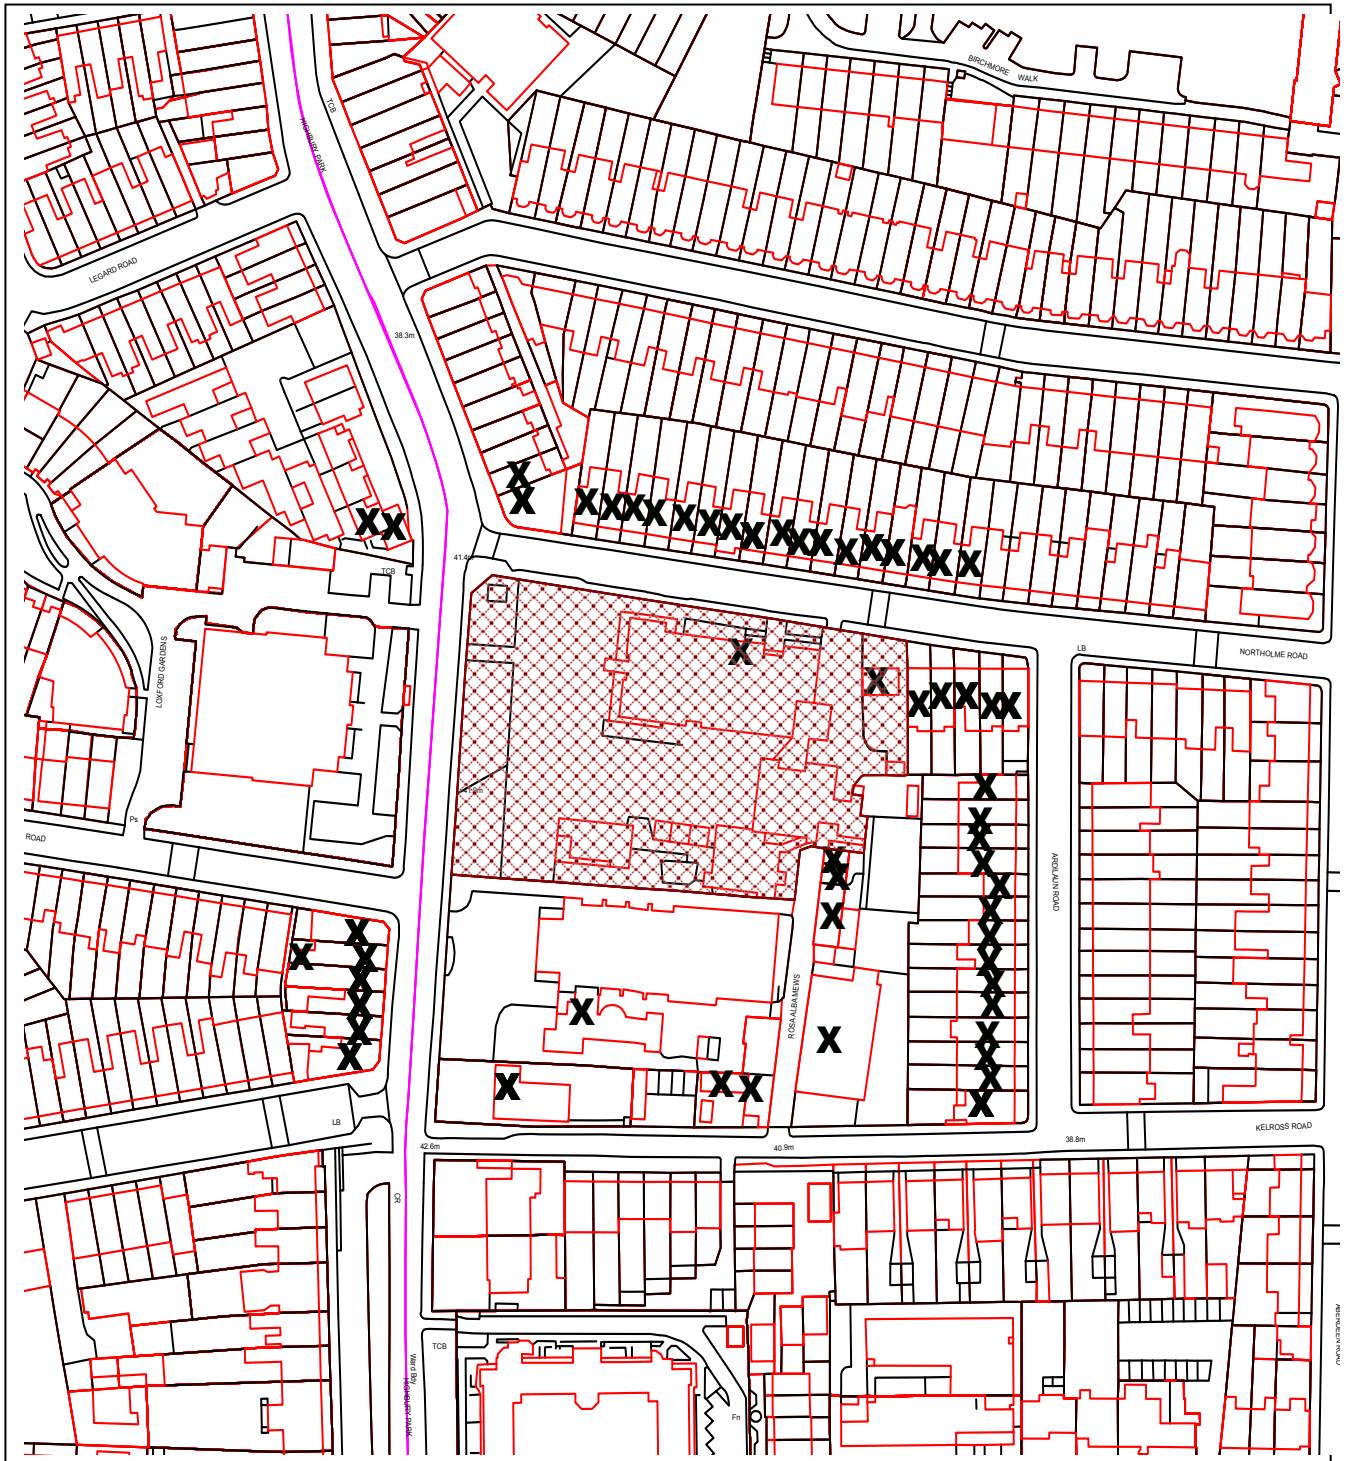 BIRCHMORE WALK
TCB
HIGHBURY PARK
LEGARD ROAD
38.3m
41.4m
TCB
LB
NORTHOLME ROAD
LOXFORD GARDENS
Ps
ROAD
ARDILAUN ROAD
ROSA ALBA MEWS
LB
42.6m
40.9m
38.8m
KELROSS ROAD
CR
TCB
Ward Bdy
HIGHBURY PARK
Fn
ABERDEEN ROAD